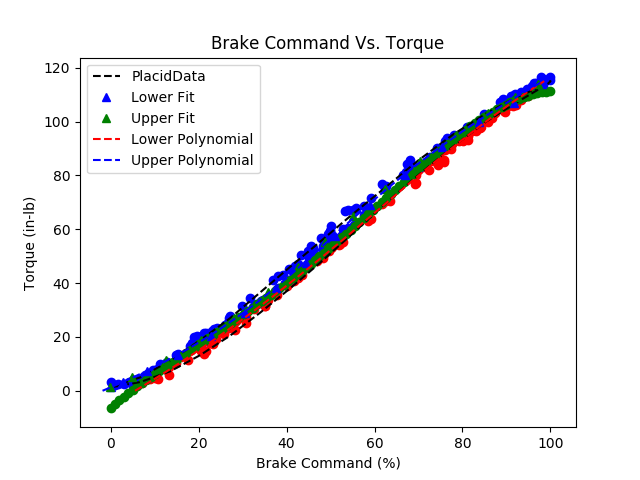 Brake Command Vs. Torque
PlacidData
Lower Fit
Upper Fit
Lower Polynomial
Upper Polynomial
Torque (in-lb)
120
100
80
60
40
20
0
0 20 40 60 80 100
Brake Command (%)